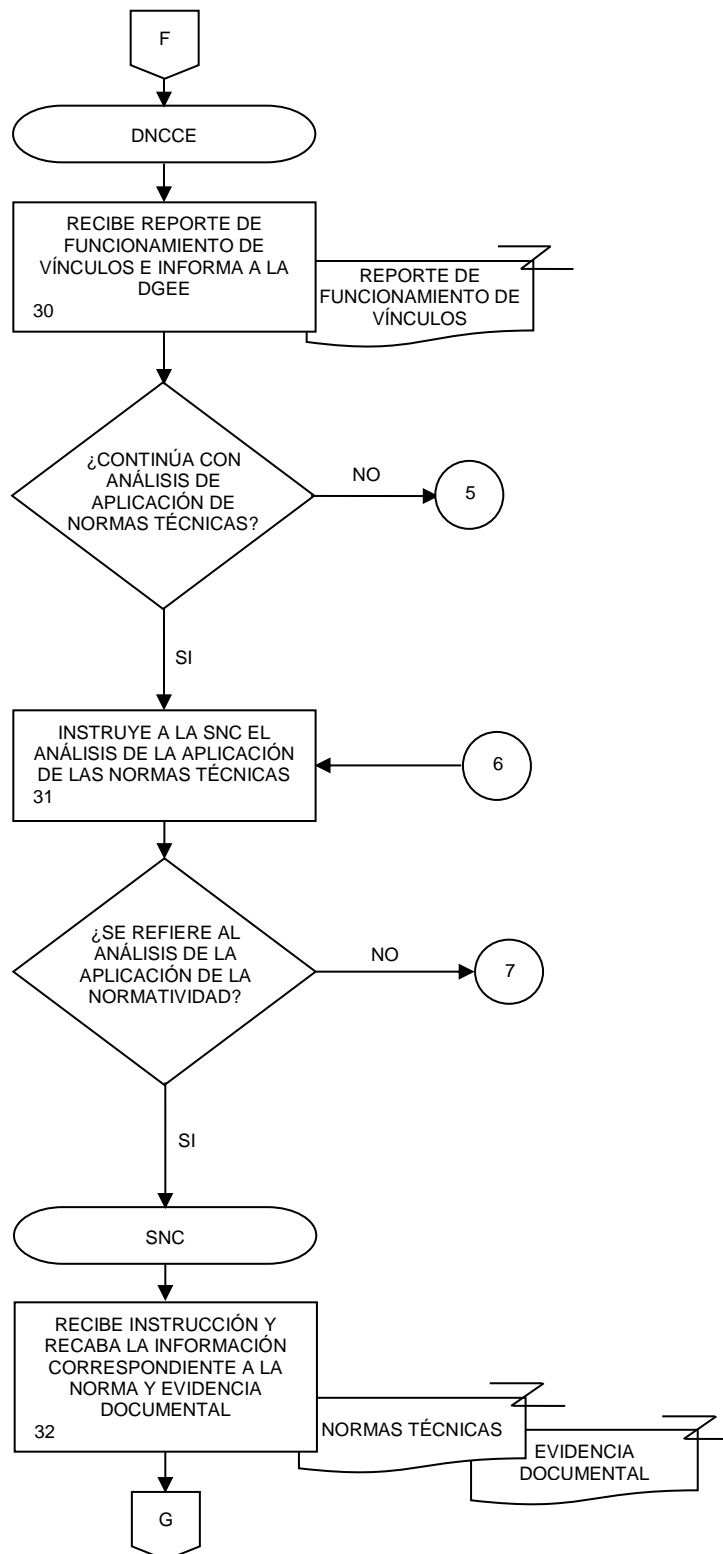 F
DNCCE
RECIBE REPORTE DE
FUNCIONAMIENTO DE
VÍNCULOS E INFORMA A LA
DGEE
30
REPORTE DE
FUNCIONAMIENTO DE
VÍNCULOS
¿CONTINÚA CON
ANÁLISIS DE
APLICACIÓN DE
NORMAS TÉCNICAS?
NO
5
SI
INSTRUYE A LA SNC EL
ANÁLISIS DE LA APLICACIÓN
DE LAS NORMAS TÉCNICAS
31
6
¿SE REFIERE AL
ANÁLISIS DE LA
APLICACIÓN DE LA
NORMATIVIDAD?
NO
7
SI
SNC
RECIBE INSTRUCCIÓN Y
RECABA LA INFORMACIÓN
CORRESPONDIENTE A LA
NORMA Y EVIDENCIA
DOCUMENTAL
32
NORMAS TÉCNICAS
EVIDENCIA
DOCUMENTAL
G